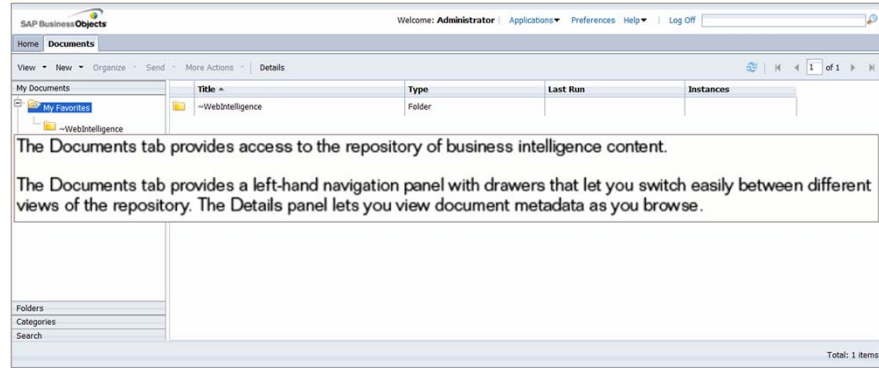 SAP BusinessObjects
Welcome: Administrator | Applications Preferences Help | Log Off
Home Documents
View New Organize Send More Actions | Details 1 of 1
My Documents Title Type Last Run Instances
My Favorites ~WebIntelligence Folder
~WebIntelligence
The Documents tab provides access to the repository of business intelligence content.
The Documents tab provides a left-hand navigation panel with drawers that let you switch easily between different
views of the repository. The Details panel lets you view document metadata as you browse.
Folders
Categories
Search
Total: 1 items